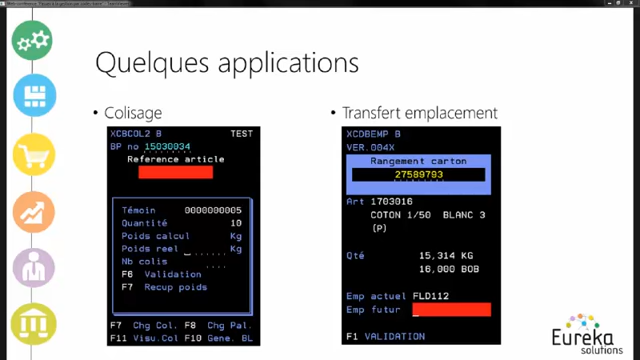 Quelques applications
• Colisage
XCBCOL2 B TEST
BP no 15030034
Reference article
Témoin 0000000005
Quantité 10
Poids calcul Kg
Poids reel Kg
Nb colis
F6 Validation
F7 Recup poids
F7 Chg Col. F8 Chg Pal.
F11 Visu.Col F10 Gene. BL
• Transfert emplacement
XCDBEMP B
VER.004X
Rangement carton
27589703
Art 1703016
COTON 1/50 BLANC 3
(P)
Qté 15,314 KG
16,000 BOB
Emp actuel FLD112
Emp futur
F1 VALIDATION
Eureka
solutions